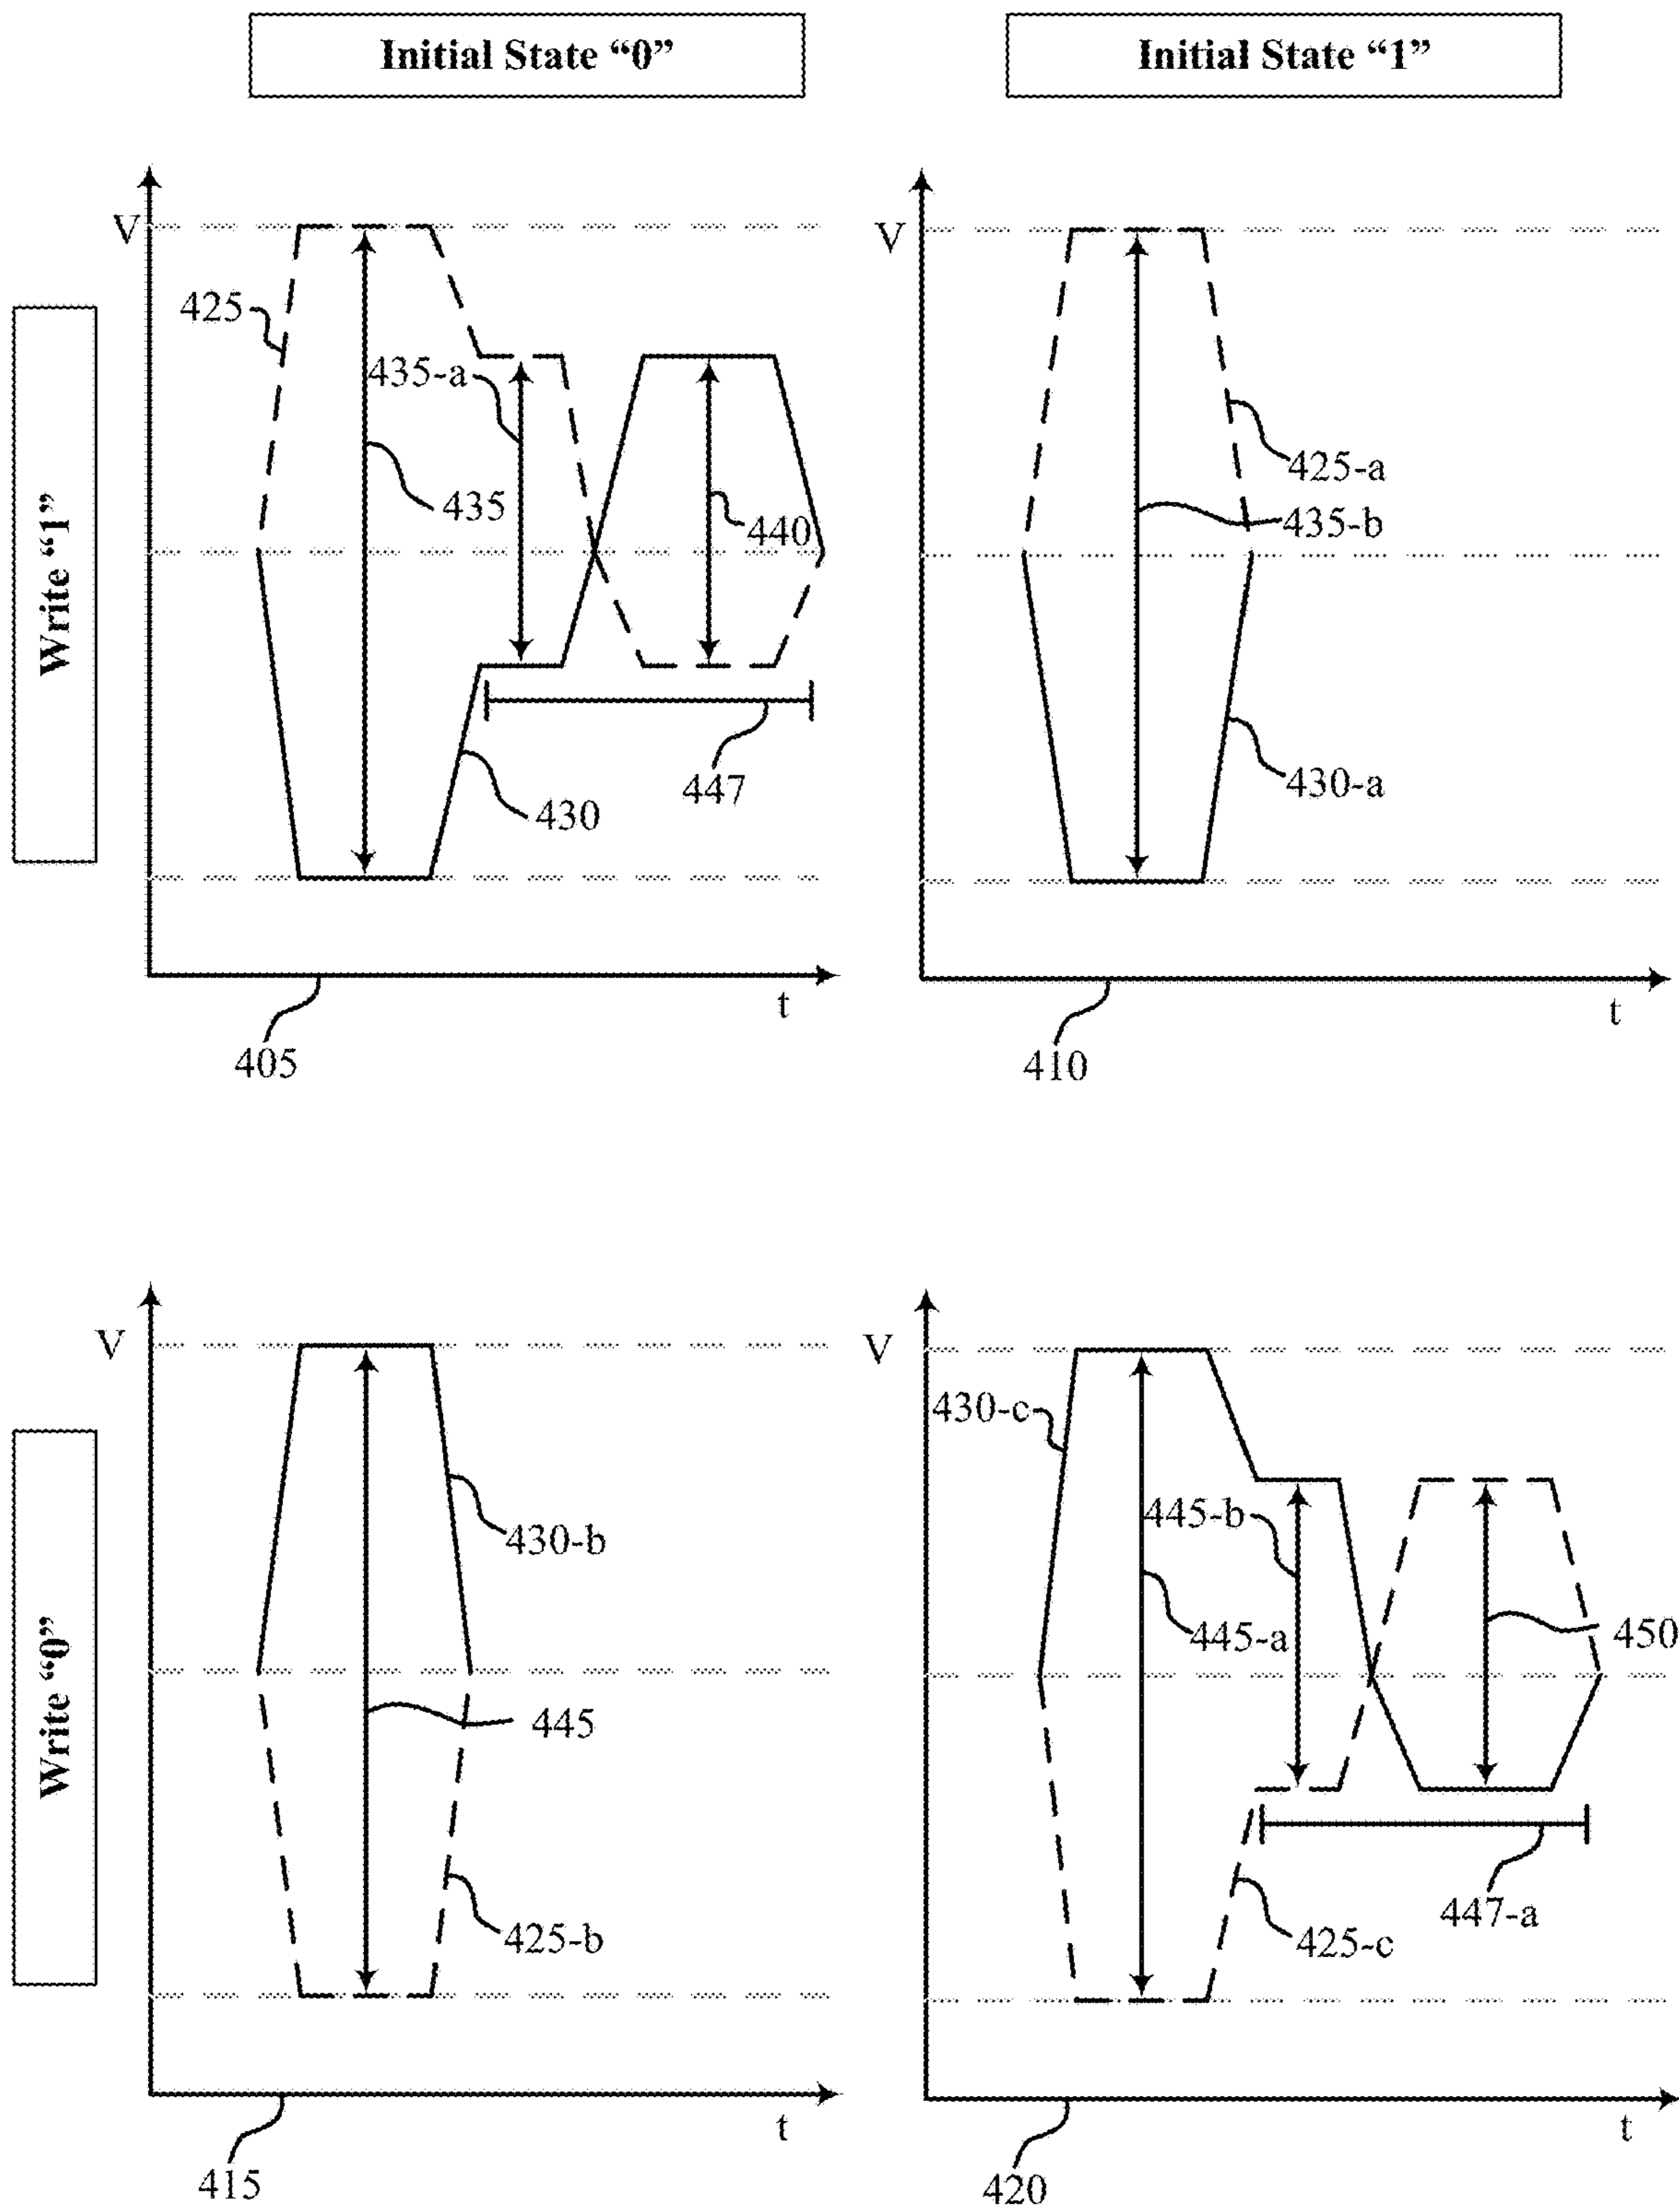 Initial State “0”
Initial State “1”
Write “1”
V
425
435-a
435
440
430
447
t
405
V
425-a
435-b
430-a
t
410
Write “0”
V
430-b
445
425-b
t
415
V
430-c
445-b
445-a
450
447-a
425-c
t
420